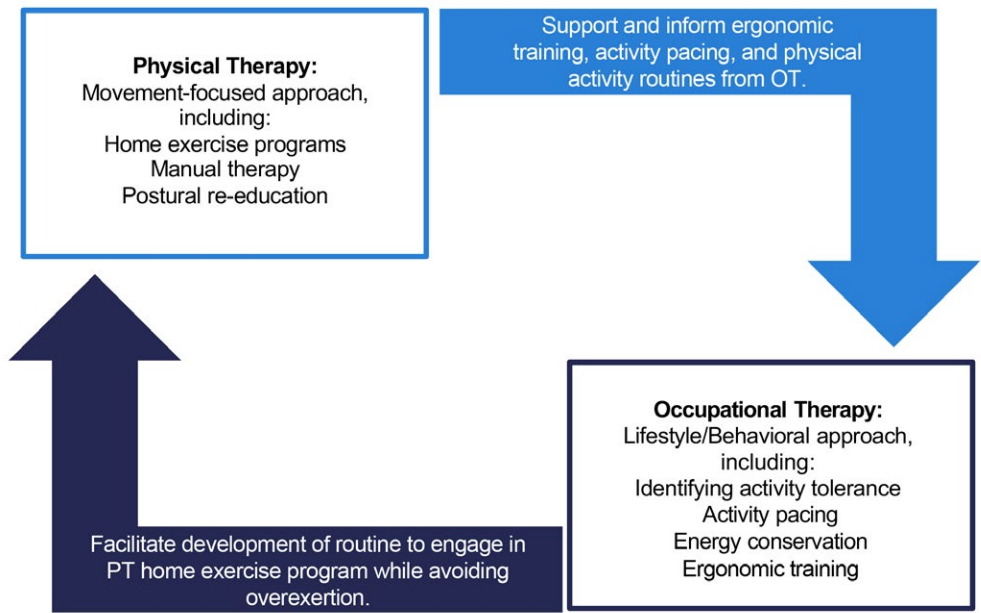 Physical Therapy:
Movement-focused approach,
including:
Home exercise programs
Manual therapy
Postural re-education
Support and inform ergonomic
training, activity pacing, and physical
activity routines from OT.
Occupational Therapy:
Lifestyle/Behavioral approach,
including:
Identifying activity tolerance
Activity pacing
Energy conservation
Ergonomic training
Facilitate development of routine to engage in
PT home exercise program while avoiding
overexertion.